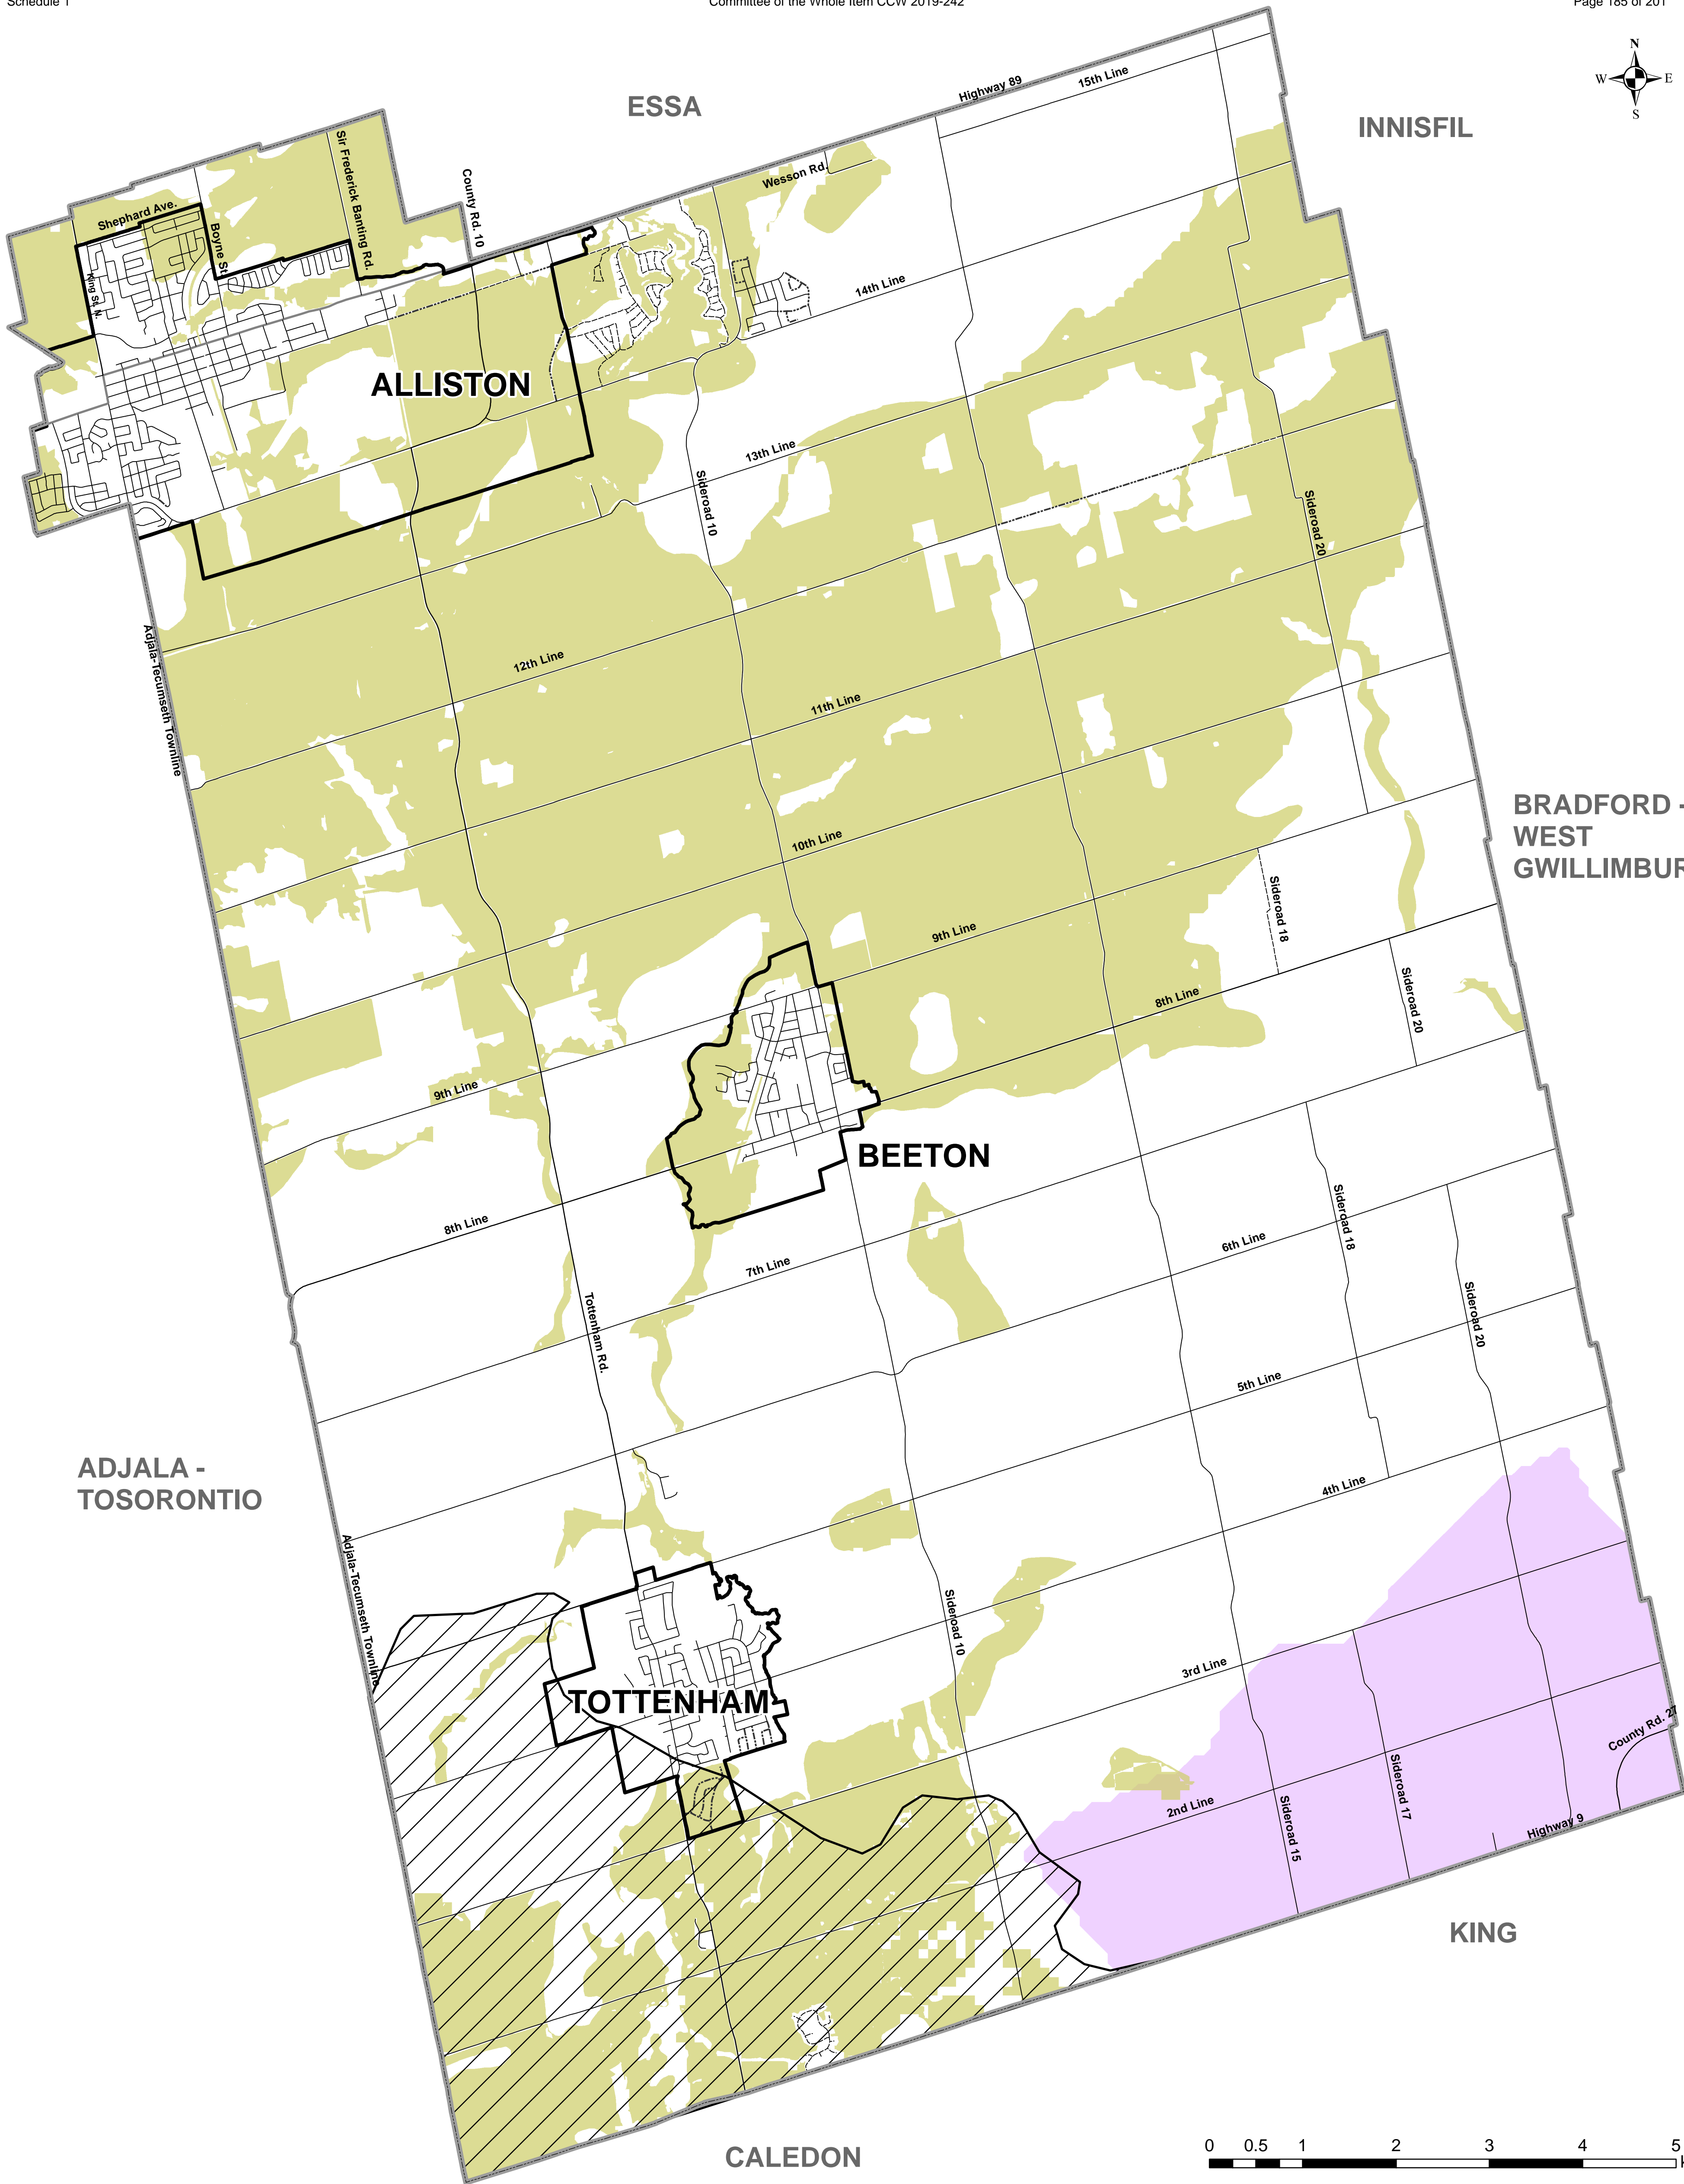 Schedule 1
Committee of the Whole Item CCW 2019-242
Page 185 of 201
N
W
E
S
ESSA
INNISFIL
Highway 89
15th Line
Sir Frederick Banting Rd.
County Rd. 10
Wesson Rd.
Shephard Ave.
Boyne St.
King St. N.
14th Line
ALLISTON
13th Line
Sideroad 10
Sideroad 20
Adjala-Tecumseth Townline
12th Line
11th Line
BRADFORD -
WEST
GWILLIMBUR
10th Line
Sideroad 18
9th Line
Sideroad 20
8th Line
9th Line
BEETON
8th Line
Sideroad 18
6th Line
7th Line
Tottenham Rd.
Sideroad 20
5th Line
ADJALA -
TOSORONTIO
4th Line
Adjala-Tecumseth Townline
Sideroad 10
3rd Line
TOTTENHAM
County Rd. 27
Sideroad 17
2nd Line
Sideroad 15
Highway 9
KING
CALEDON
0 0.5 1 2 3 4 5